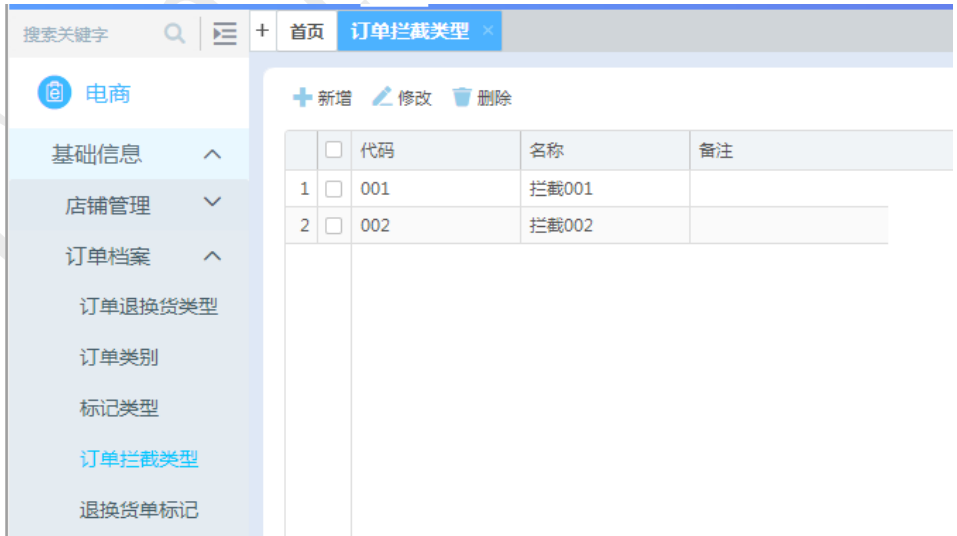 搜索关键字
+ 首页 订单拦截类型 ×
电商
新增 修改 删除
基础信息
代码 名称 备注
1 001 拦截001
店铺管理
2 002 拦截002
订单档案
订单退换货类型
订单类别
标记类型
订单拦截类型
退换货单标记